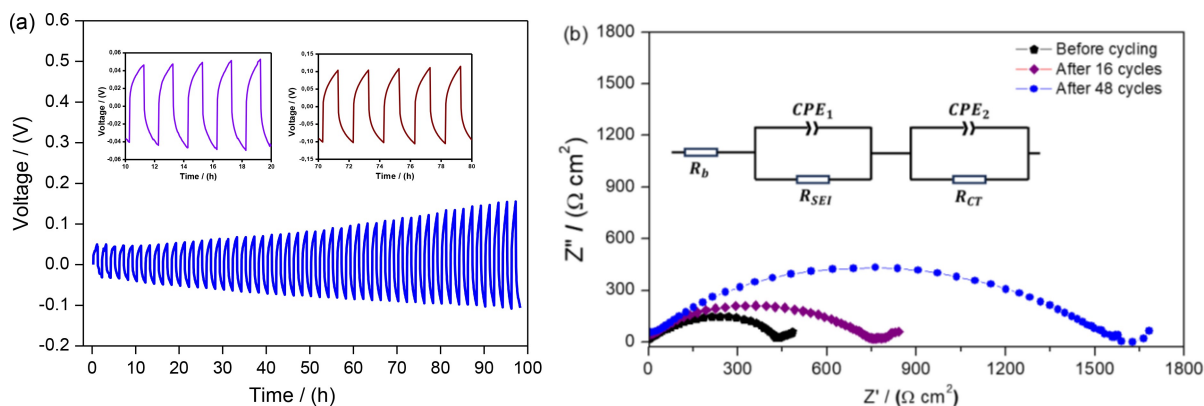 (a)
0.6
0.5
0.4
0.3
0.2
0.1
0.0
-0.1
-0.2
Voltage / (V)
0 10 20 30 40 50 60 70 80 90 100
Time / (h)
0,06
0,04
0,02
0,00
-0,02
-0,04
-0,06
Voltage / (V)
10 12 14 16 18 20
Time / (h)
0,15
0,10
0,05
0,00
-0,05
-0,10
-0,15
Voltage / (V)
70 72 74 76 78 80
Time / (h)
(b)
1800
1500
1200
900
600
300
0
Z" / (Ω cm²)
0 300 600 900 1200 1500 1800
Z' / (Ω cm²)
Before cycling
After 16 cycles
After 48 cycles
CPE₁
CPE₂
R_b
R_SEI
R_CT